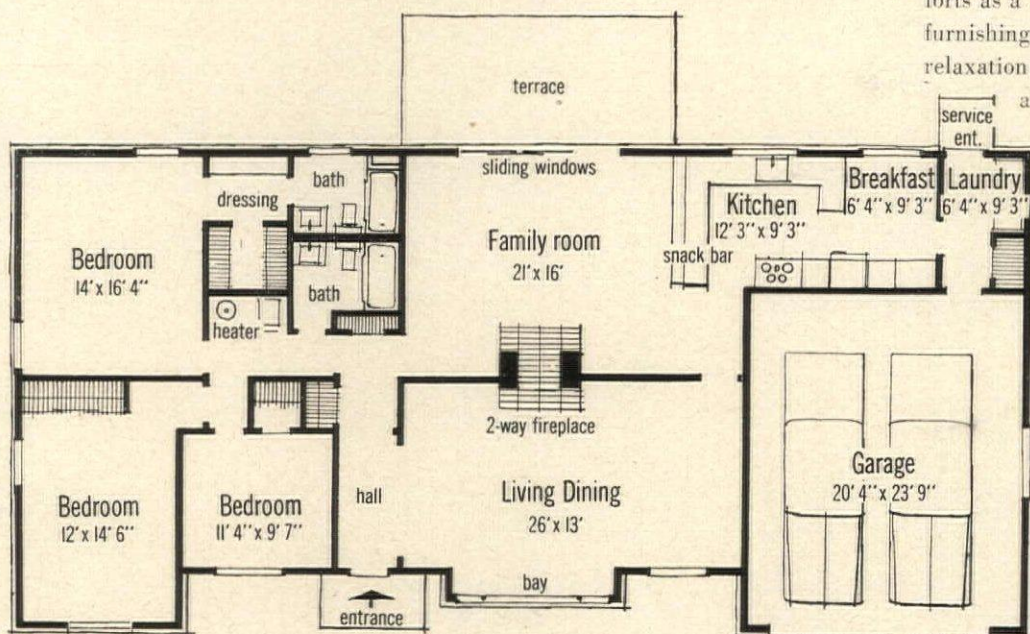 forts as a
furnishing
relaxation
a
terrace
service
ent.
sliding windows
bath
dressing
Bedroom
14' x 16' 4''
Family room
21' x 16'
snack bar
Kitchen
12' 3'' x 9' 3''
Breakfast
6' 4'' x 9' 3''
Laundry
6' 4'' x 9' 3''
bath
heater
2-way fireplace
Bedroom
12' x 14' 6''
Bedroom
11' 4'' x 9' 7''
hall
Living Dining
26' x 13'
Garage
20' 4'' x 23' 9''
bay
entrance